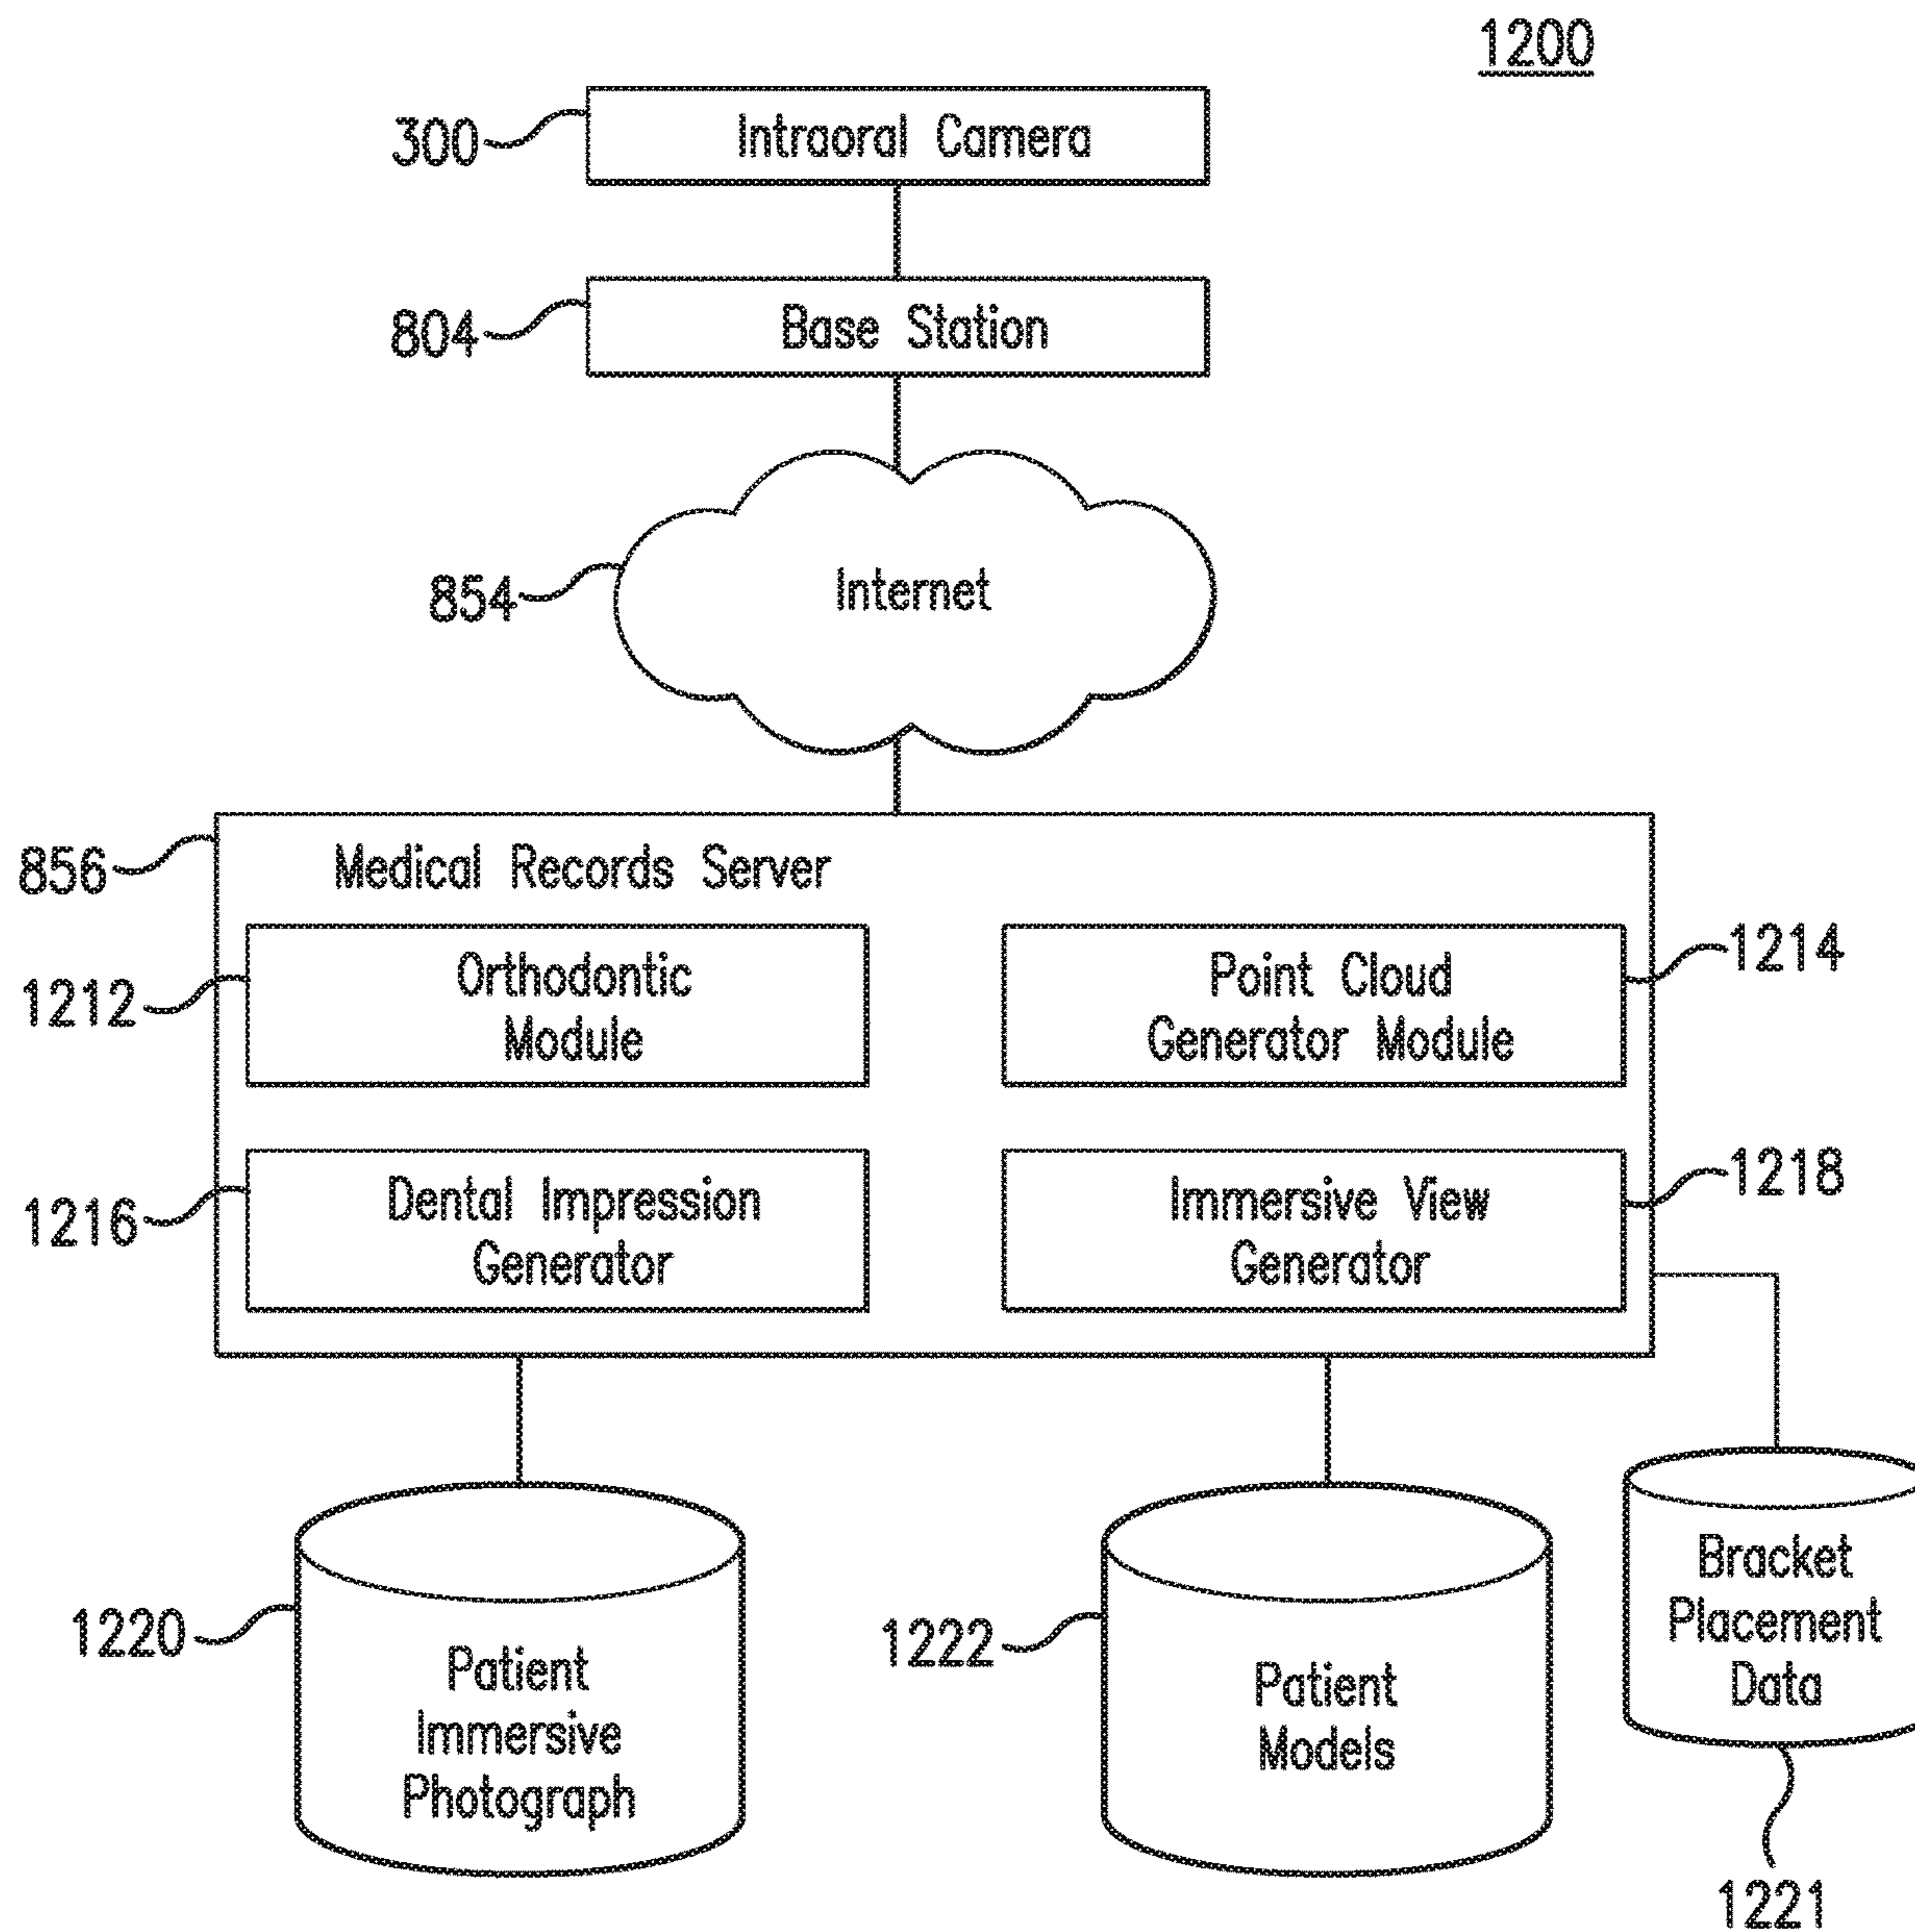 1200
300
Intraoral Camera
804
Base Station
854
Internet
856
Medical Records Server
1212
Orthodontic
Module
Point Cloud
Generator Module
1214
1216
Dental Impression
Generator
Immersive View
Generator
1218
1220
Patient
Immersive
Photograph
1222
Patient
Models
Bracket
Placement
Data
1221